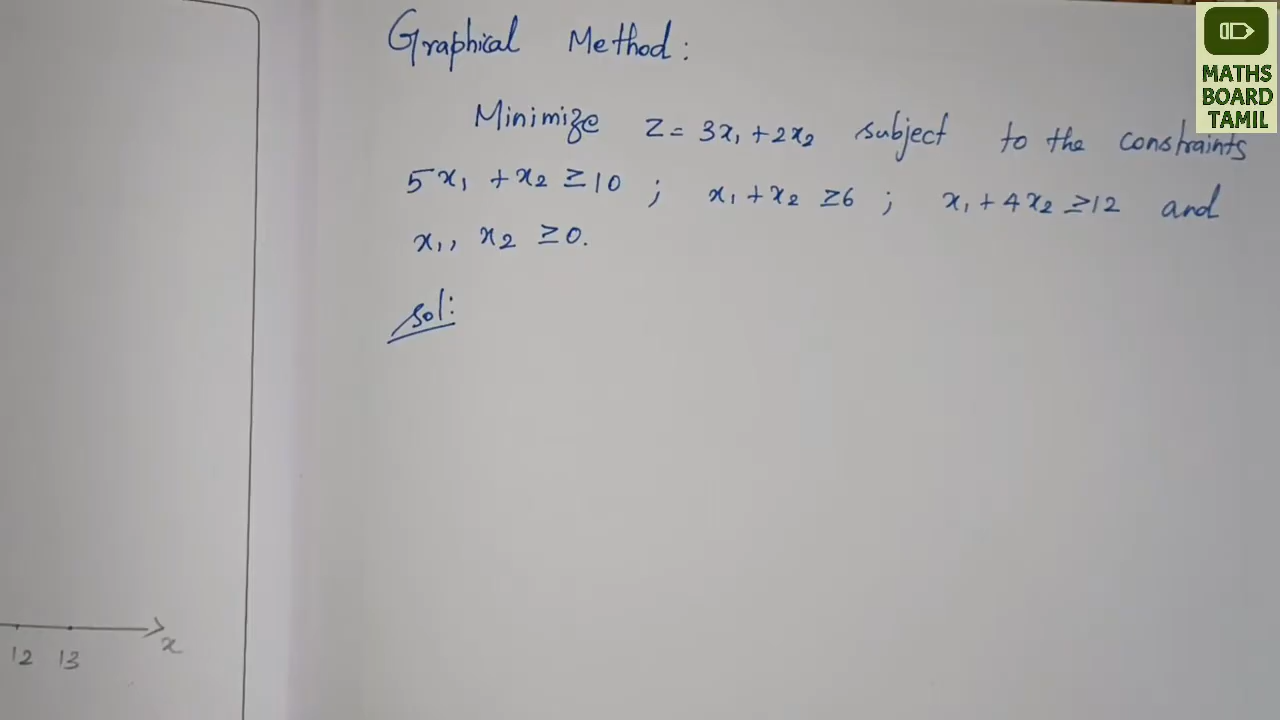 Graphical Method:
Minimize Z = 3x₁ + 2x₂ subject to the constraints
5x₁ + x₂ ≥ 10 ; x₁ + x₂ ≥ 6 ; x₁ + 4x₂ ≥ 12 and
x₁, x₂ ≥ 0.
Sol:
12 13 x
MATHS
BOARD
TAMIL